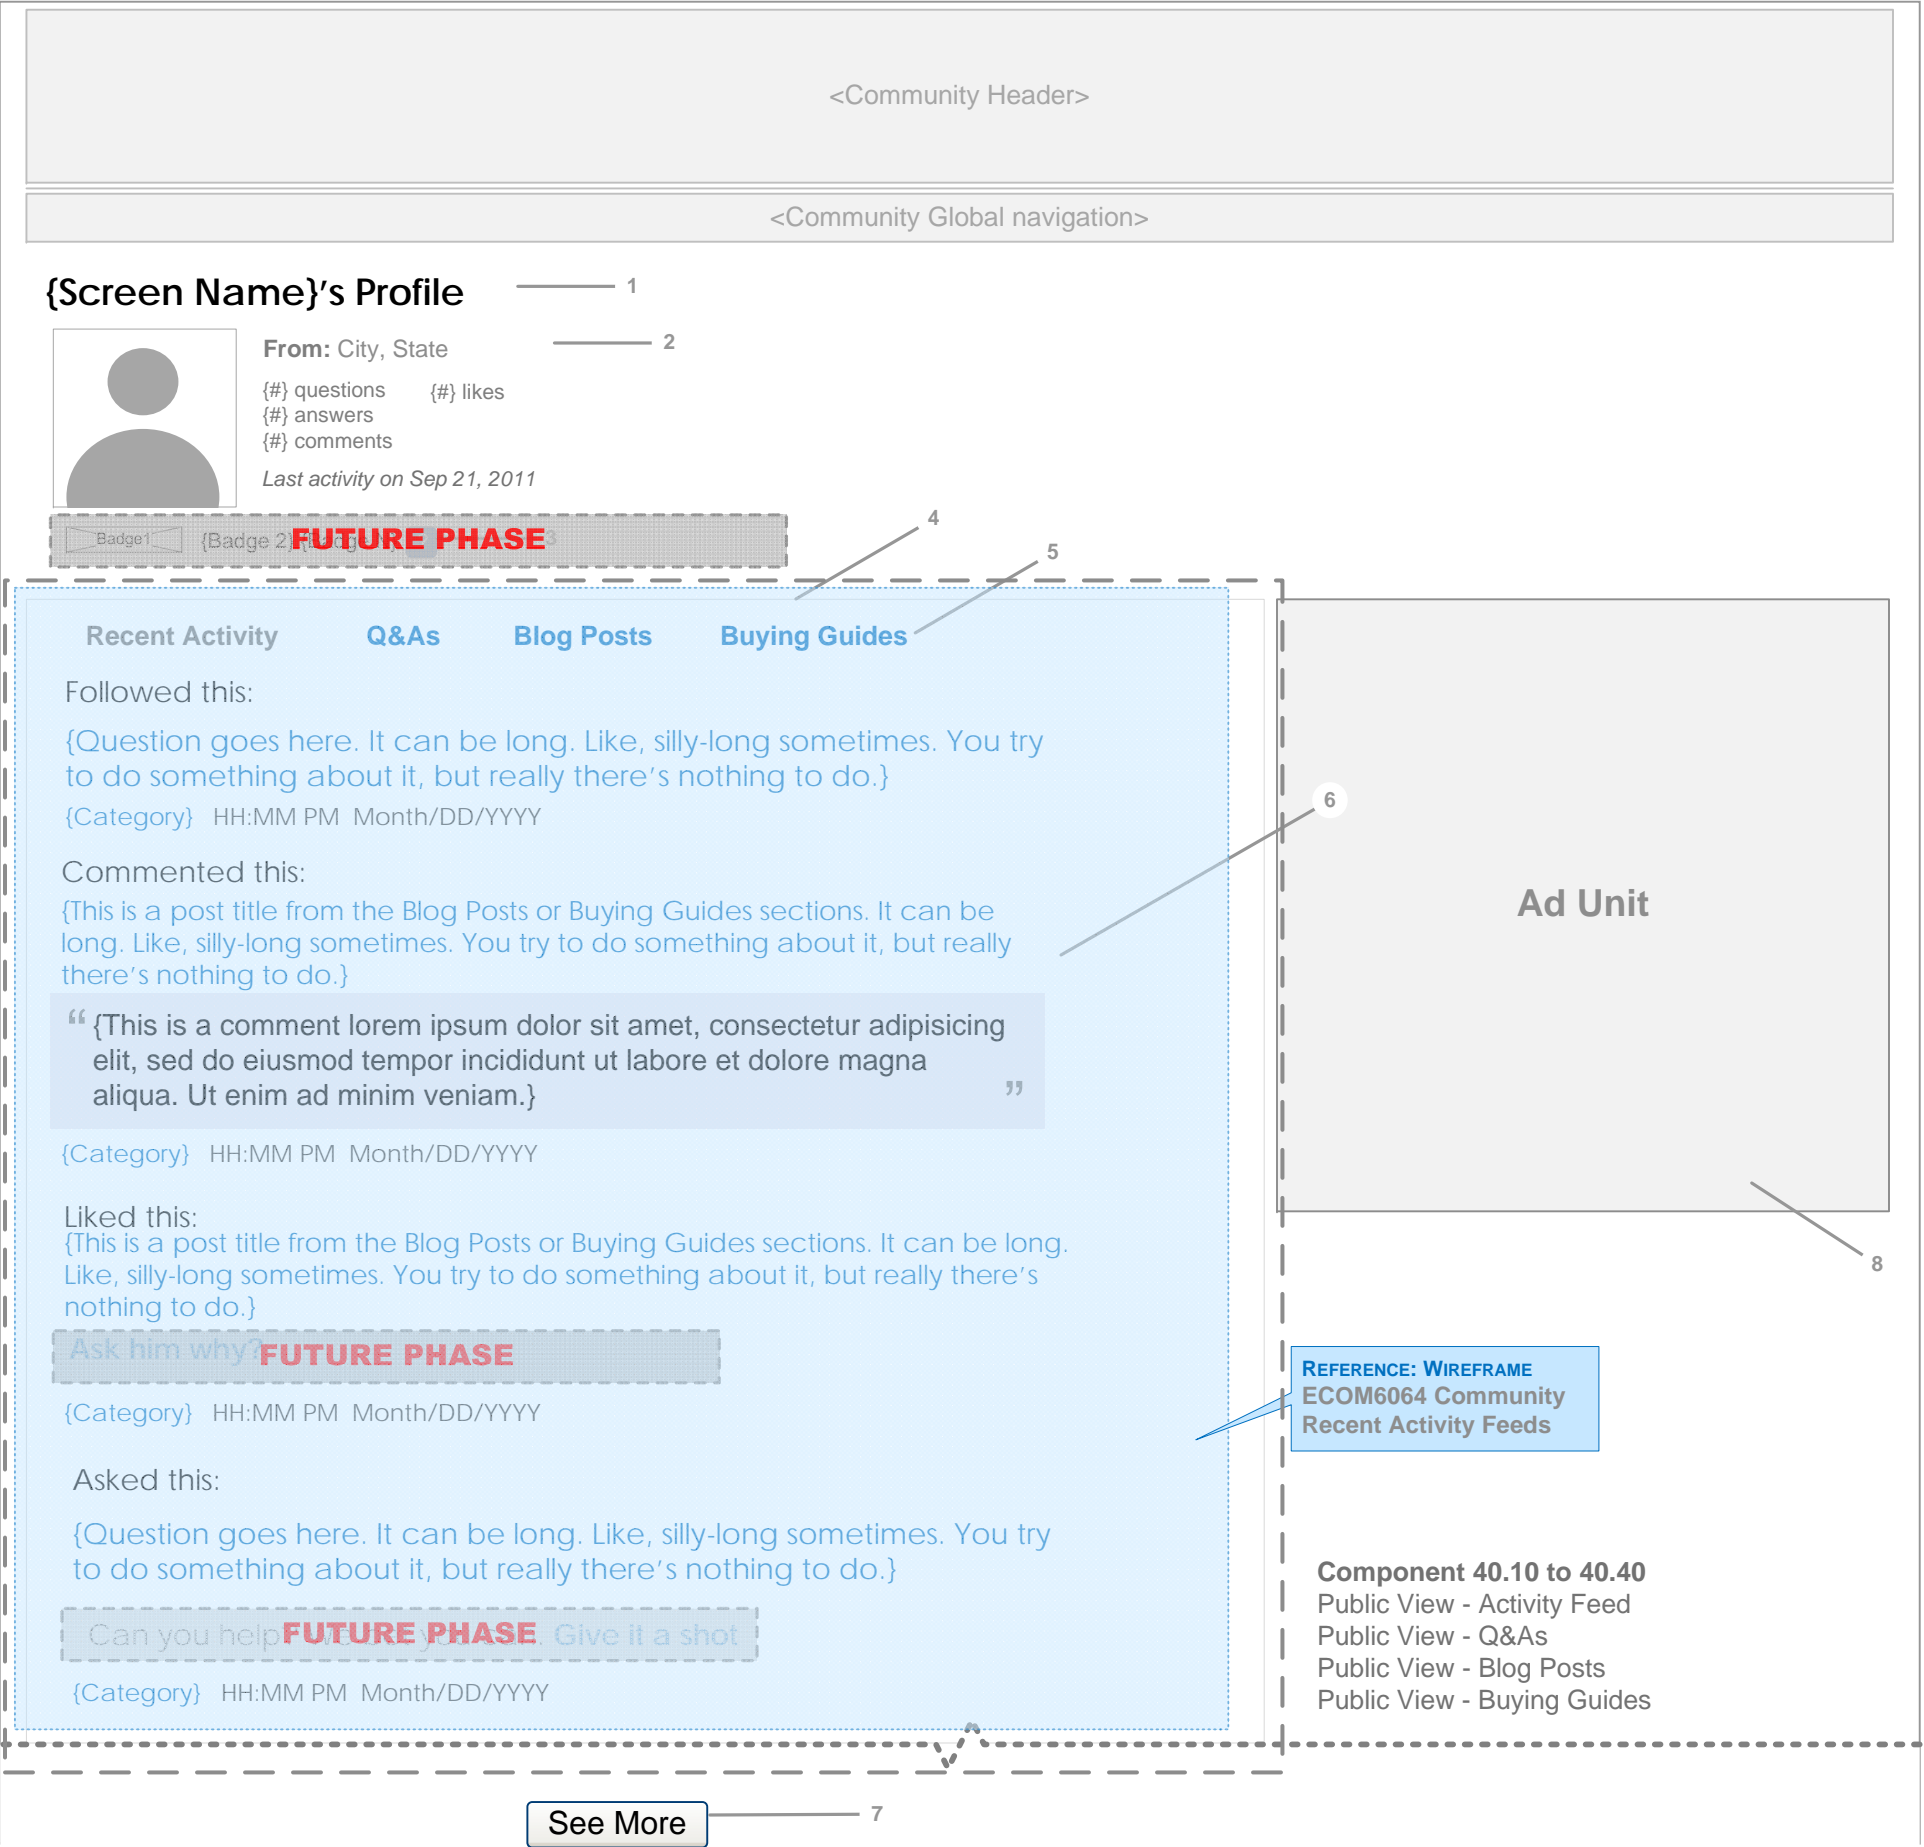 <Community Header>
<Community Global navigation>
{Screen Name}'s Profile
1
From: City, State
2
{#} questions
{#} likes
{#} answers
{#} comments
Last activity on Sep 21, 2011
Badge1
{Badge 2}
FUTURE PHASE
3
4
5
Recent Activity
Q&As
Blog Posts
Buying Guides
Followed this:
{Question goes here. It can be long. Like, silly-long sometimes. You try
to do something about it, but really there's nothing to do.}
{Category} HH:MM PM Month/DD/YYYY
6
Commented this:
{This is a post title from the Blog Posts or Buying Guides sections. It can be
long. Like, silly-long sometimes. You try to do something about it, but really
there's nothing to do.}
“ {This is a comment lorem ipsum dolor sit amet, consectetur adipisicing
elit, sed do eiusmod tempor incididunt ut labore et dolore magna
aliqua. Ut enim ad minim veniam.} ”
{Category} HH:MM PM Month/DD/YYYY
Ad Unit
8
Liked this:
{This is a post title from the Blog Posts or Buying Guides sections. It can be long.
Like, silly-long sometimes. You try to do something about it, but really there's
nothing to do.}
Ask him why?
FUTURE PHASE
{Category} HH:MM PM Month/DD/YYYY
REFERENCE: WIREFRAME
ECOM6064 Community
Recent Activity Feeds
Asked this:
{Question goes here. It can be long. Like, silly-long sometimes. You try
to do something about it, but really there's nothing to do.}
Can you help
FUTURE PHASE
Give it a shot
{Category} HH:MM PM Month/DD/YYYY
Component 40.10 to 40.40
Public View - Activity Feed
Public View - Q&As
Public View - Blog Posts
Public View - Buying Guides
See More
7